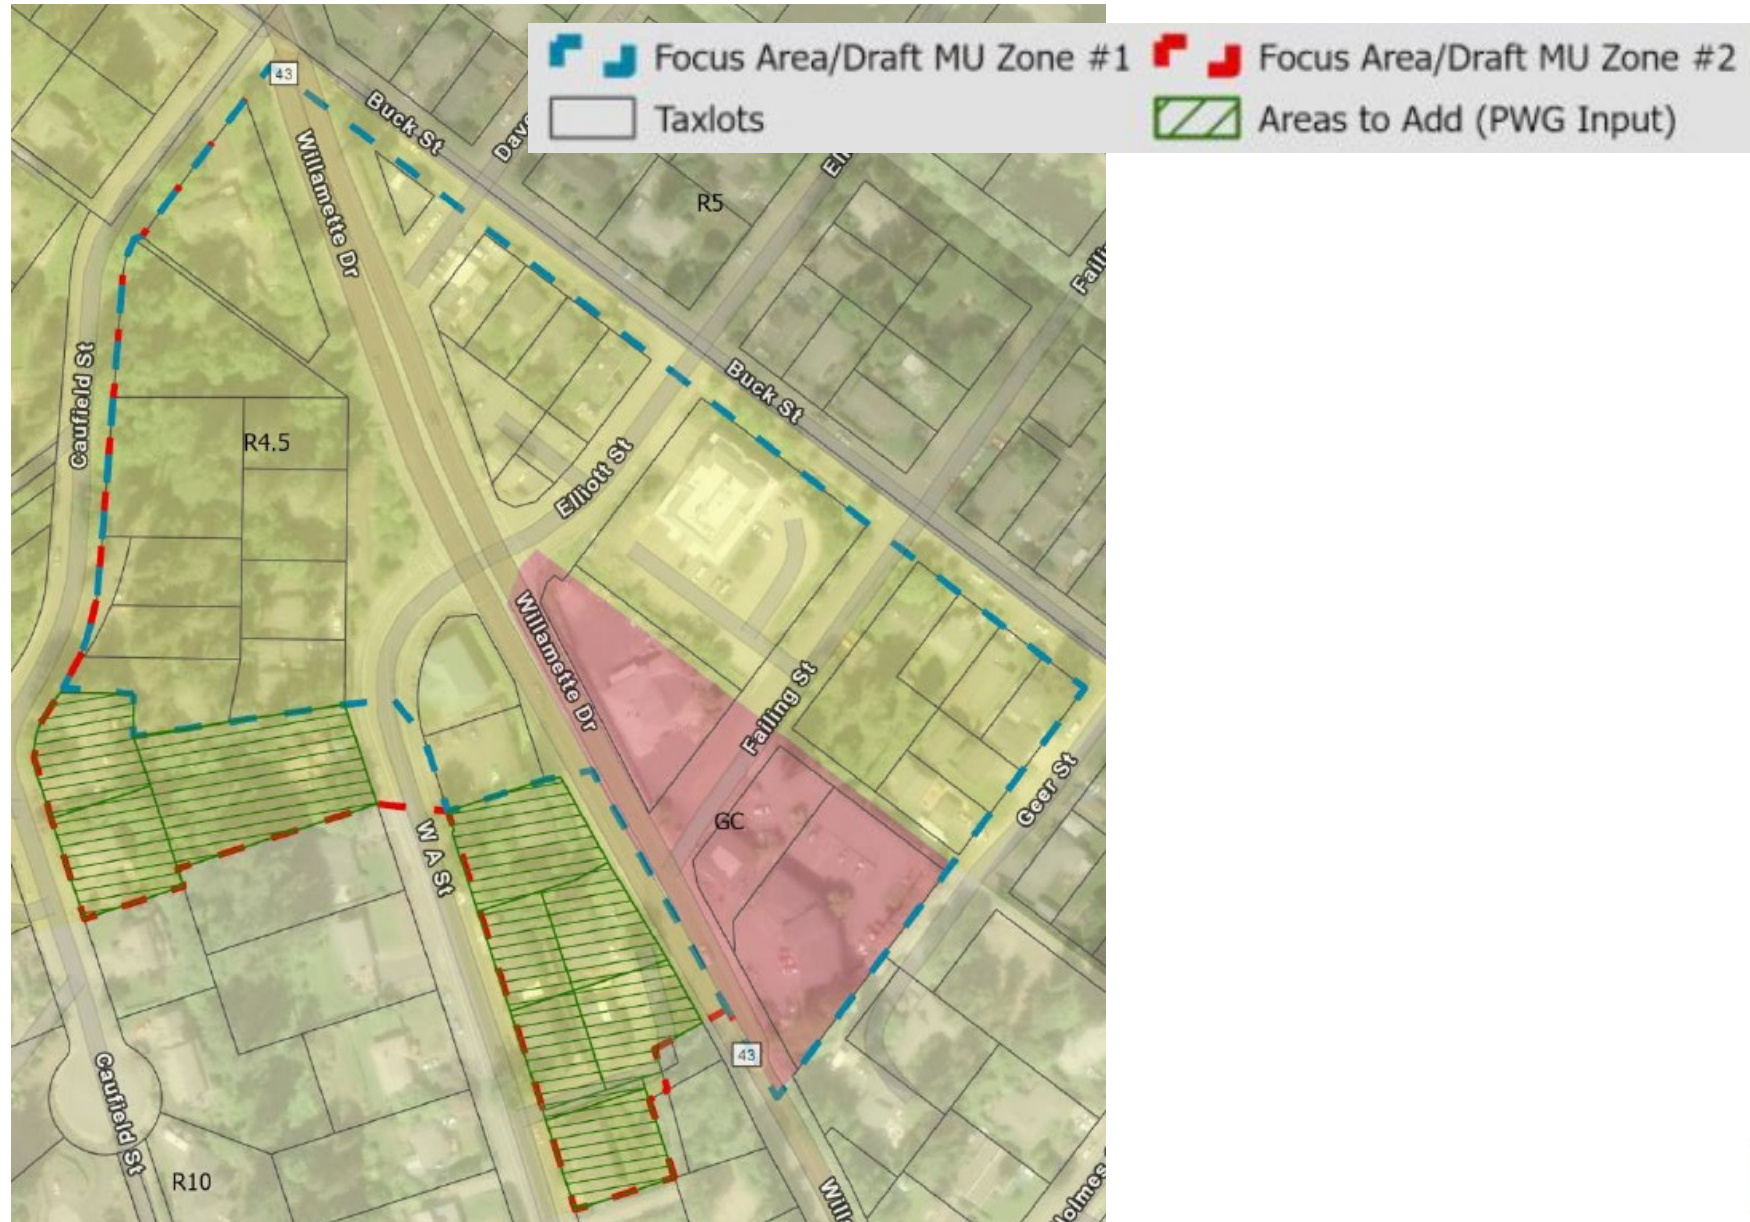 Focus Area/Draft MU Zone #1
Focus Area/Draft MU Zone #2
Taxlots
Areas to Add (PWG Input)
43
Buck St
Willamette Dr
R5
Caufield St
R4.5
Buck St
Elliott St
Willamette Dr
Failing St
Geer St
GC
W A St
43
Caufield St
R10